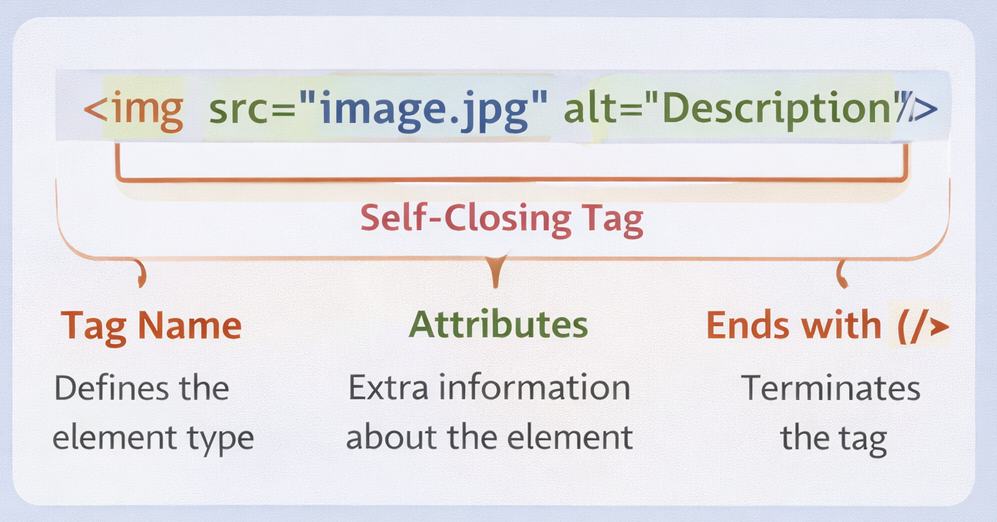 <img src="image.jpg" alt="Description"/>
Self-Closing Tag
Tag Name
Attributes
Ends with (/>
Defines the
element type
Extra information
about the element
Terminates
the tag